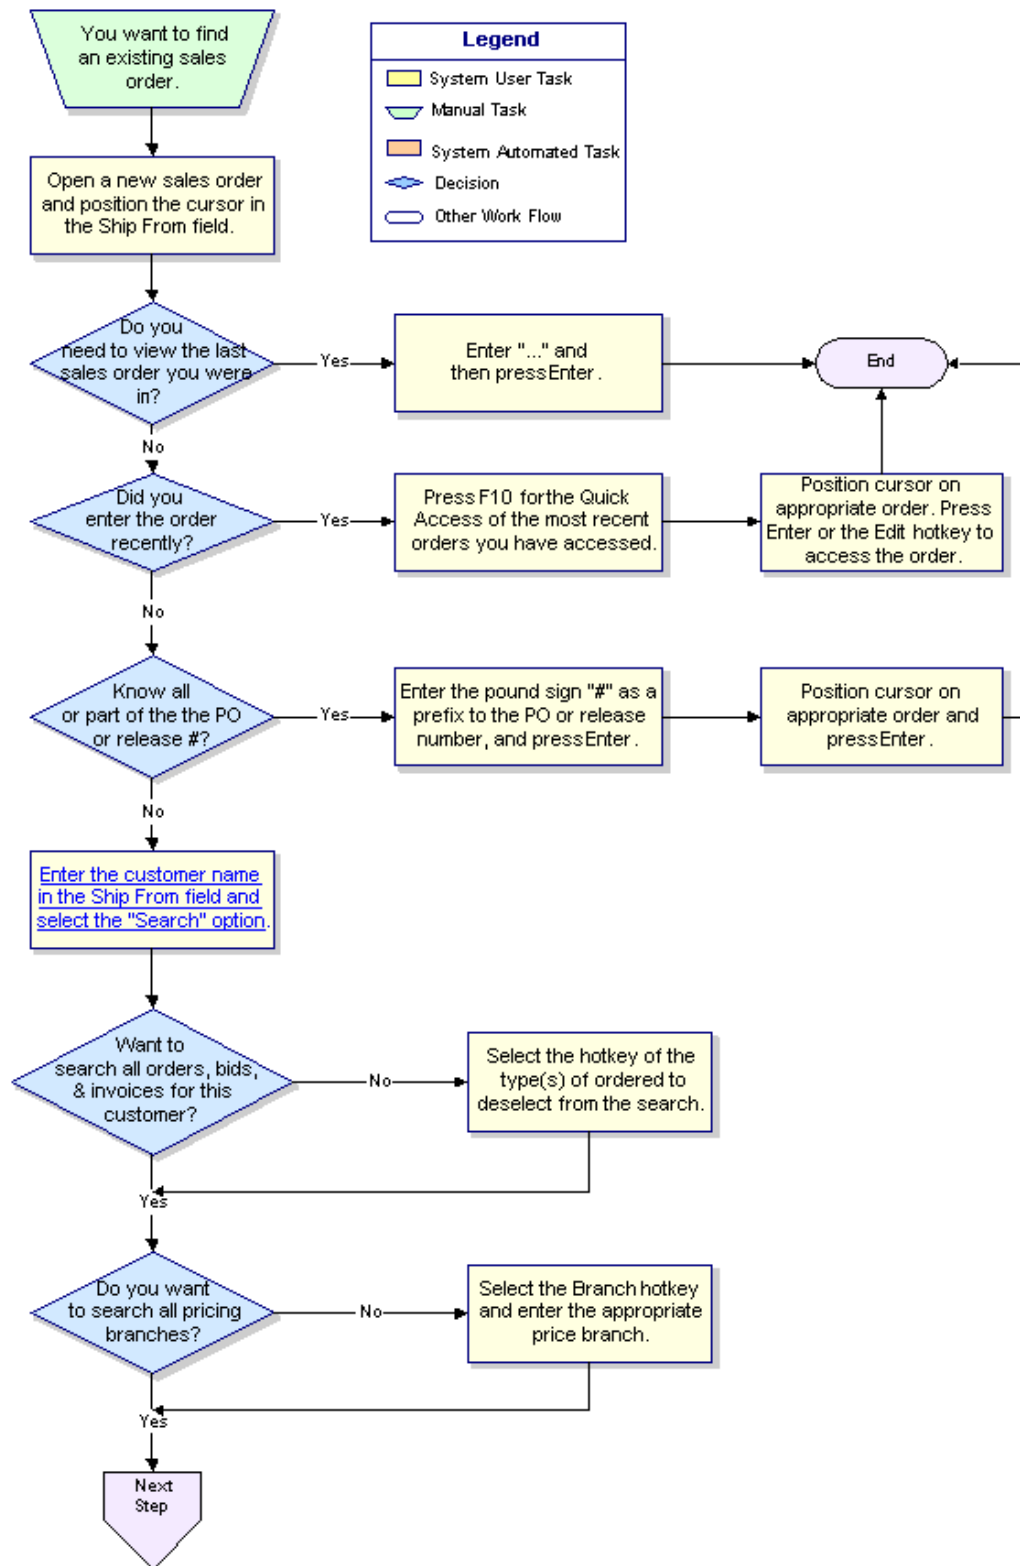 You want to find
an existing sales
order.
Legend
System User Task
Manual Task
System Automated Task
Decision
Other Work Flow
Open a new sales order
and position the cursor in
the Ship From field.
Do you
need to view the last
sales order you were
in?
Yes
Enter "..." and
then pressEnter.
End
No
Did you
enter the order
recently?
Yes
Press F10 forthe Quick
Access of the most recent
orders you have accessed.
Position cursor on
appropriate order. Press
Enter or the Edit hotkey to
access the order.
No
Know all
or part of the the PO
or release #?
Yes
Enter the pound sign "#" as a
prefix to the PO or release
number, and pressEnter.
Position cursor on
appropriate order and
pressEnter.
No
Enter the customer name
in the Ship From field and
select the "Search" option.
Want to
search all orders, bids,
& invoices for this
customer?
No
Select the hotkey of the
type(s) of ordered to
deselect from the search.
Yes
Do you want
to search all pricing
branches?
No
Select the Branch hotkey
and enter the appropriate
price branch.
Yes
Next
Step